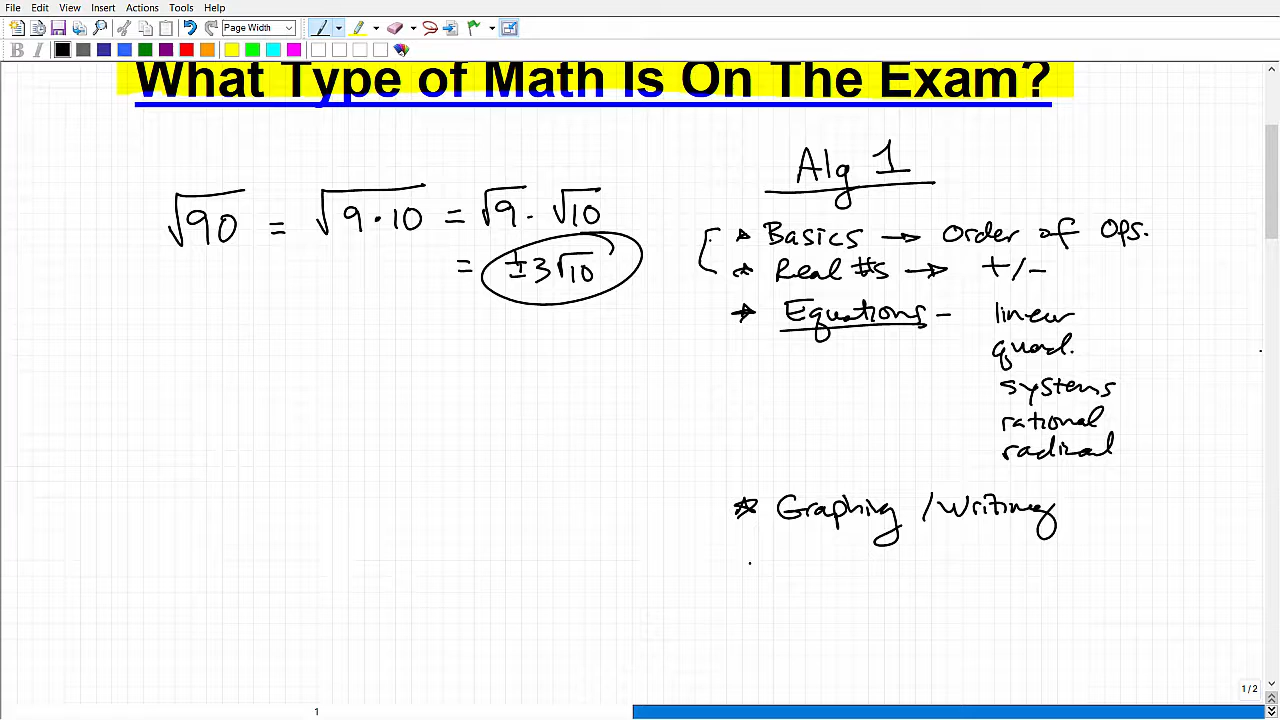 File Edit View Insert Actions Tools Help
Page Width
B I
What Type of Math Is On The Exam?
√90 = √9·10 = √9 · √10
= ±3√10
Alg 1
* Basics → Order of Ops.
* Real #s → +/-
* Equations - linear
quad.
systems
rational
radical
* Graphing / Writing
1/2
1